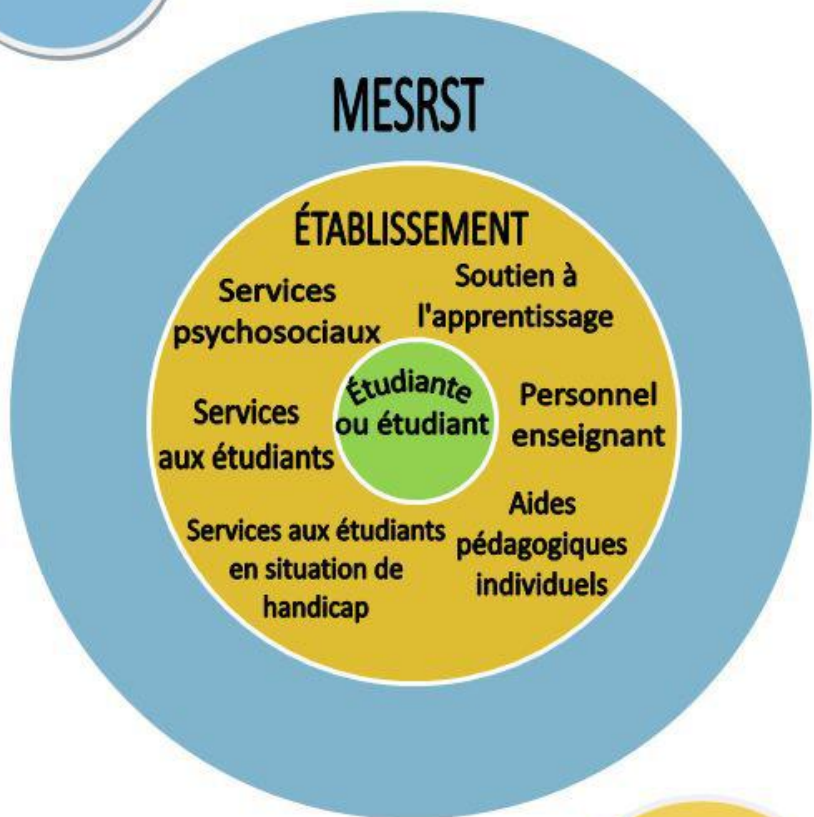 MESRST
ÉTABLISSEMENT
Services
psychosociaux
Soutien à
l'apprentissage
Étudiante
ou étudiant
Services
aux étudiants
Personnel
enseignant
Services aux étudiants
en situation de
handicap
Aides
pédagogiques
individuels